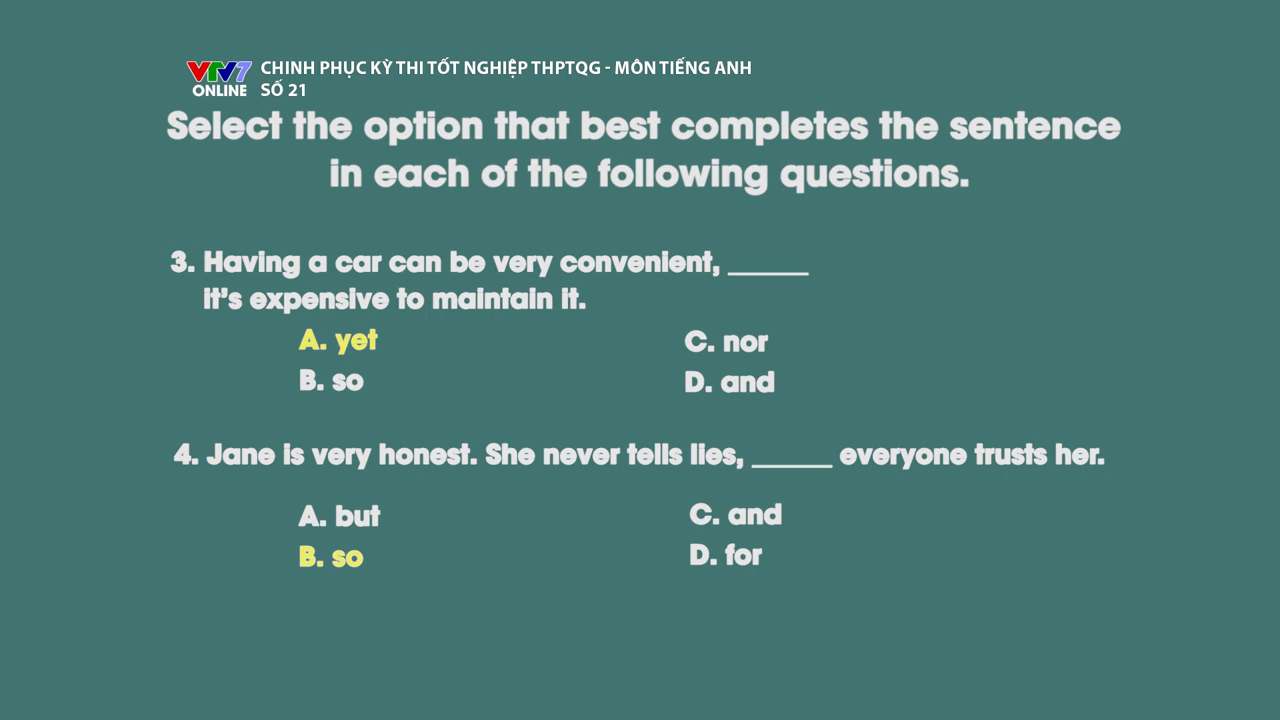 VTV7 CHINH PHỤC KỲ THI TỐT NGHIỆP THPTQG - MÔN TIẾNG ANH
ONLINE SỐ 21
Select the option that best completes the sentence
in each of the following questions.
3. Having a car can be very convenient, ______
it's expensive to maintain it.
A. yet
C. nor
B. so
D. and
4. Jane is very honest. She never tells lies, ______ everyone trusts her.
A. but
C. and
B. so
D. for